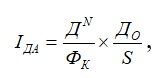 I_ДА = Д^N / Ф_К × Д_О / S ,